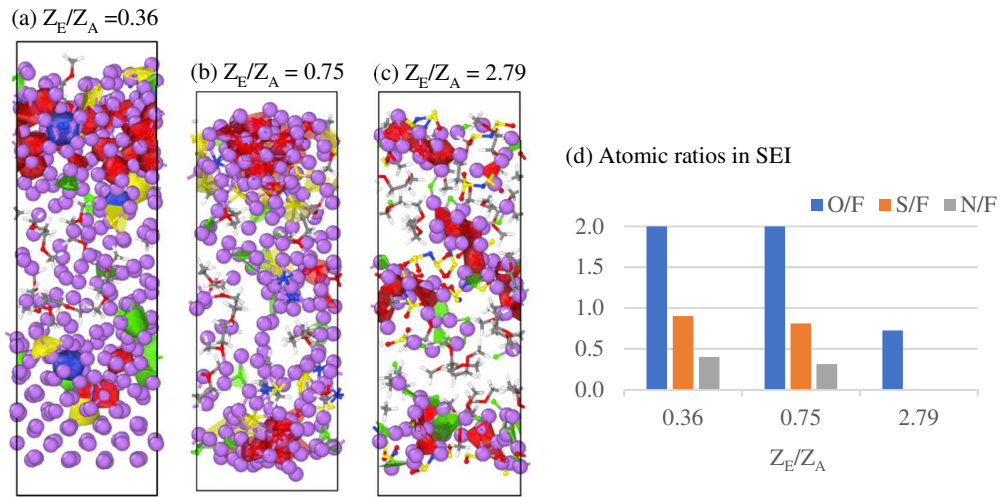 (a) Z_E/Z_A =0.36
(b) Z_E/Z_A = 0.75
(c) Z_E/Z_A = 2.79
(d) Atomic ratios in SEI
O/F S/F N/F
2.0
1.5
1.0
0.5
0.0
0.36 0.75 2.79
Z_E/Z_A